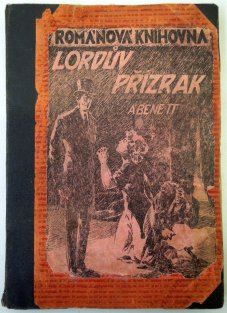 ROMÁNOVÁ KNIHOVNA
LORDŮV
PŘÍZRAK
A.BENETT